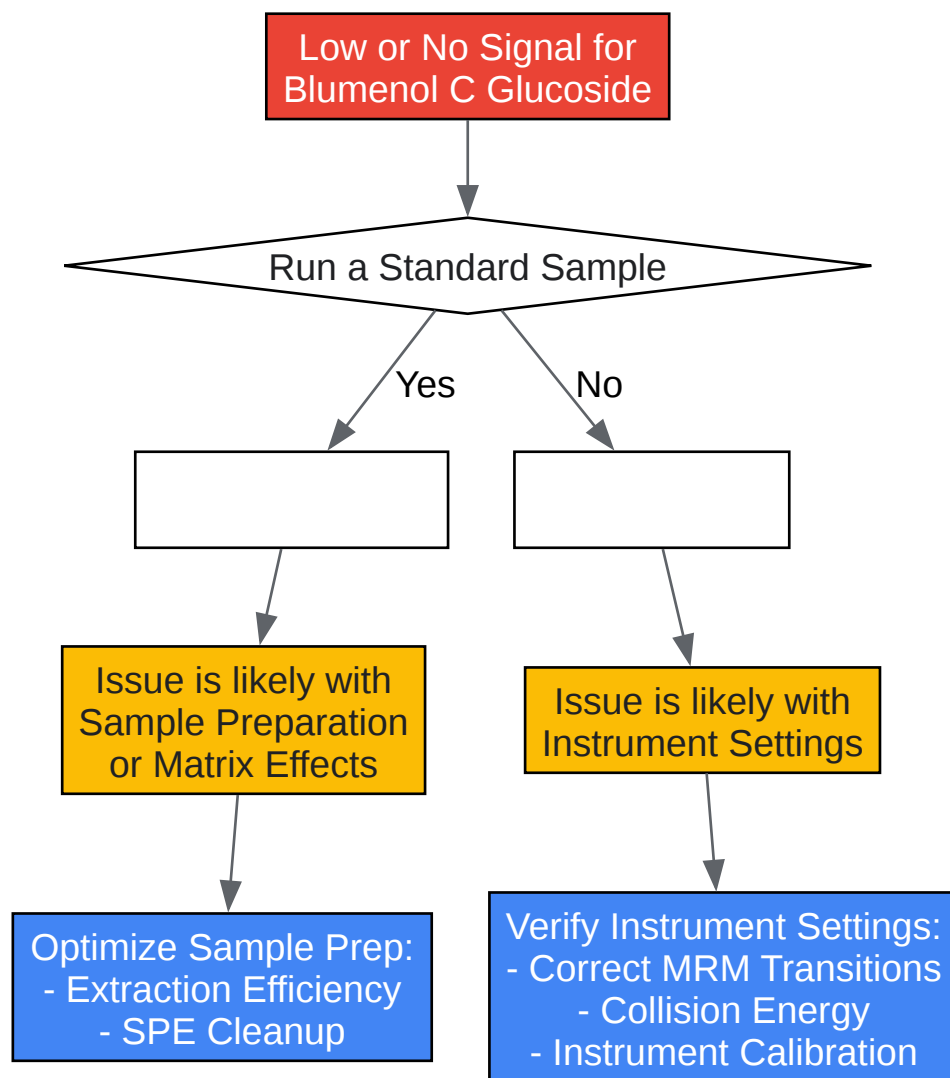 Low or No Signal for
Blumenol C Glucoside
Run a Standard Sample
Yes
No
Issue is likely with
Sample Preparation
or Matrix Effects
Issue is likely with
Instrument Settings
Optimize Sample Prep:
- Extraction Efficiency
- SPE Cleanup
Verify Instrument Settings:
- Correct MRM Transitions
- Collision Energy
- Instrument Calibration